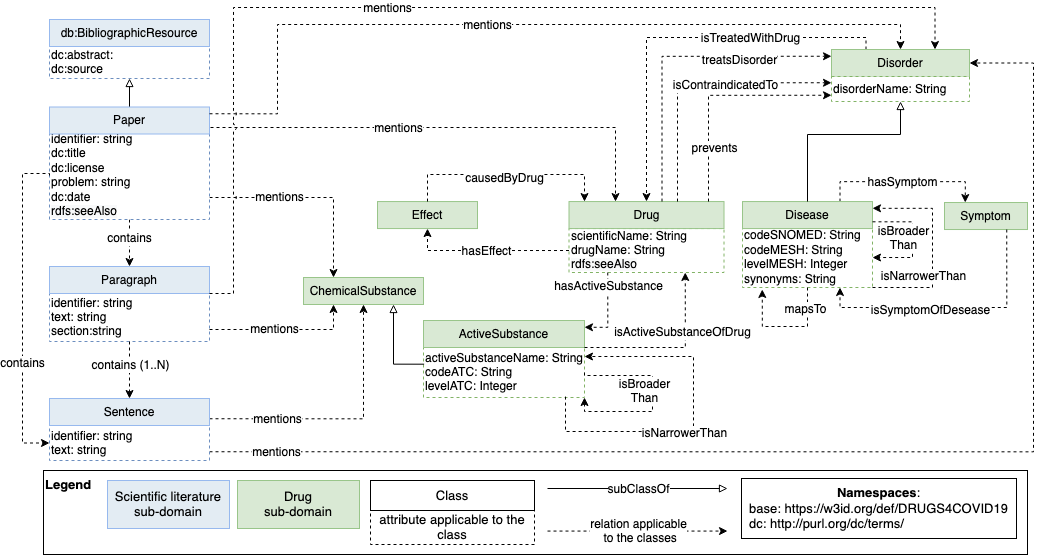 mentions
db:BibliographicResource
dc:abstract:
dc:source
mentions
isTreatedWithDrug
treatsDisorder
isContraindicatedTo
prevents
Disorder
disorderName: String
Paper
identifier: string
dc:title
dc:license
problem: string
dc:date
rdfs:seeAlso
mentions
mentions
contains
causedByDrug
Effect
hasEffect
Drug
scientificName: String
drugName: String
rdfs:seeAlso
hasSymptom
Disease
codeSNOMED: String
codeMESH: String
levelMESH: Integer
synonyms: String
isBroader
Than
isNarrowerThan
Symptom
mapsTo
isSymptomOfDesease
Paragraph
identifier: string
text: string
section:string
mentions
ChemicalSubstance
hasActiveSubstance
isActiveSubstanceOfDrug
ActiveSubstance
activeSubstanceName: String
codeATC: String
levelATC: Integer
isBroader
Than
isNarrowerThan
contains
contains (1..N)
Sentence
identifier: string
text: string
mentions
mentions
Legend
Scientific literature
sub-domain
Drug
sub-domain
Class
attribute applicable to the
class
subClassOf
relation applicable
to the classes
Namespaces:
base: https://w3id.org/def/DRUGS4COVID19
dc: http://purl.org/dc/terms/